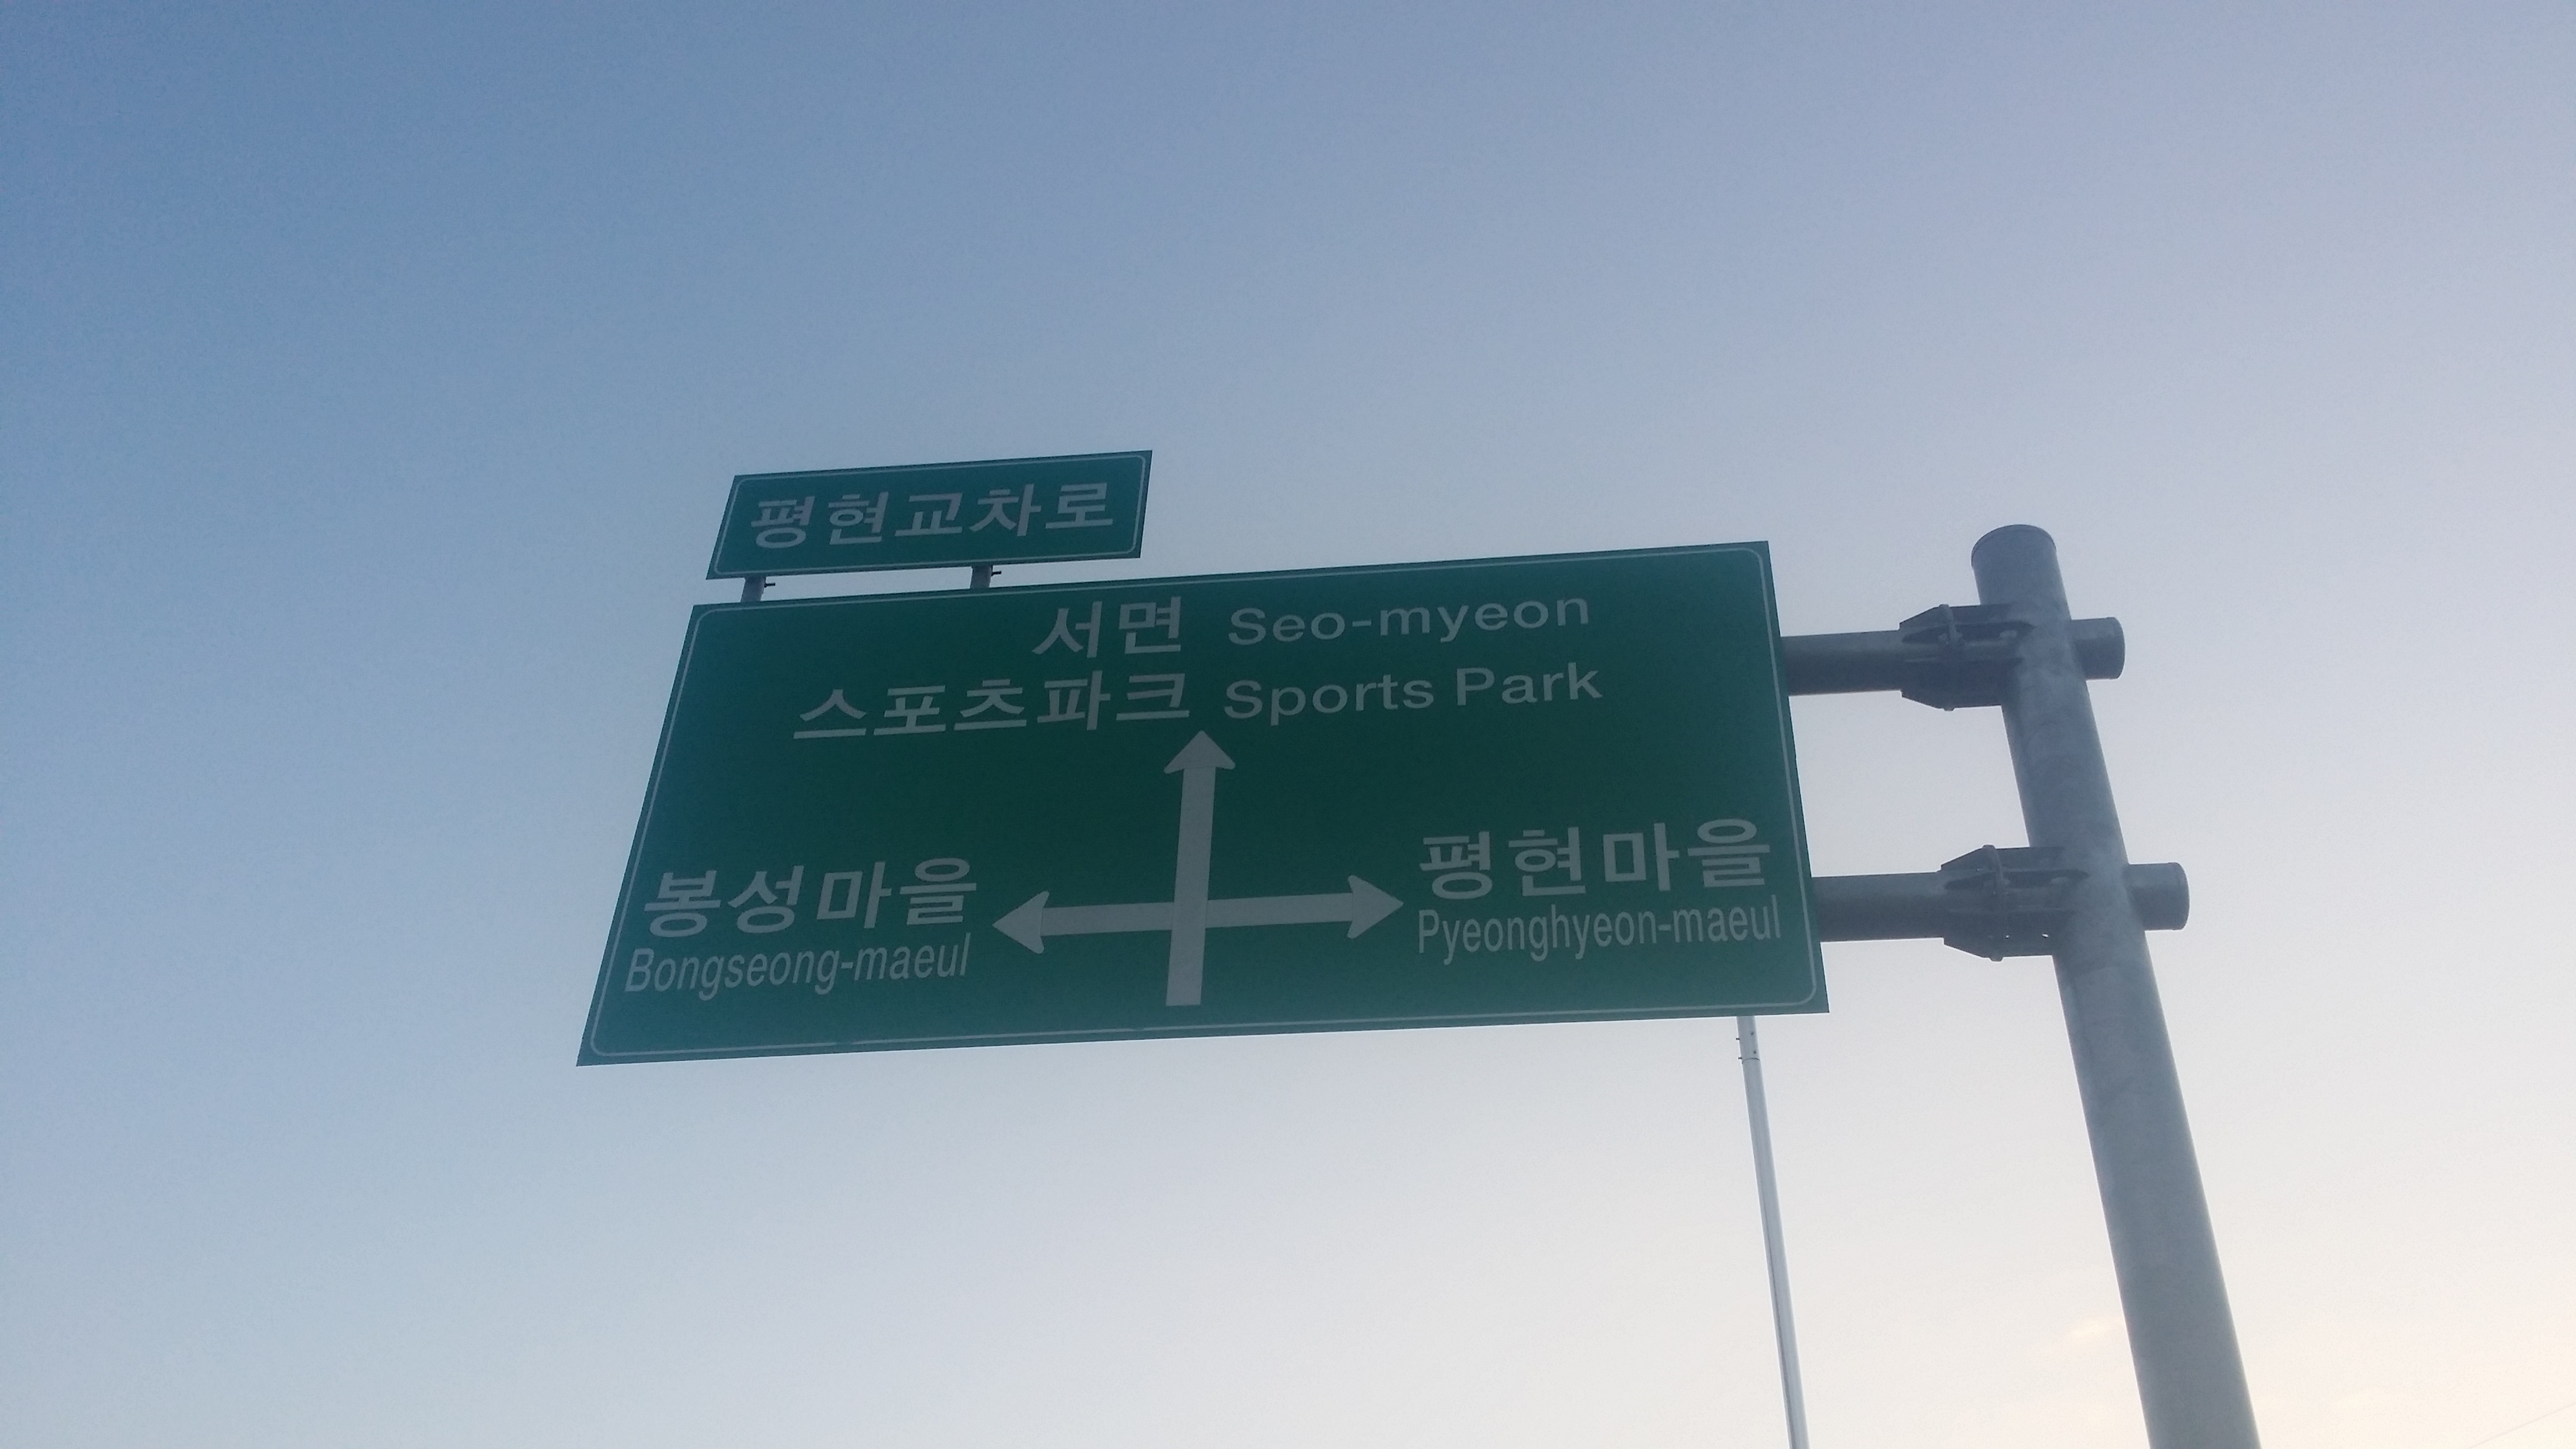 평현교차로
서면 Seo-myeon
스포츠파크 Sports Park
봉성마을
Bongseong-maeul
평현마을
Pyeonghyeon-maeul